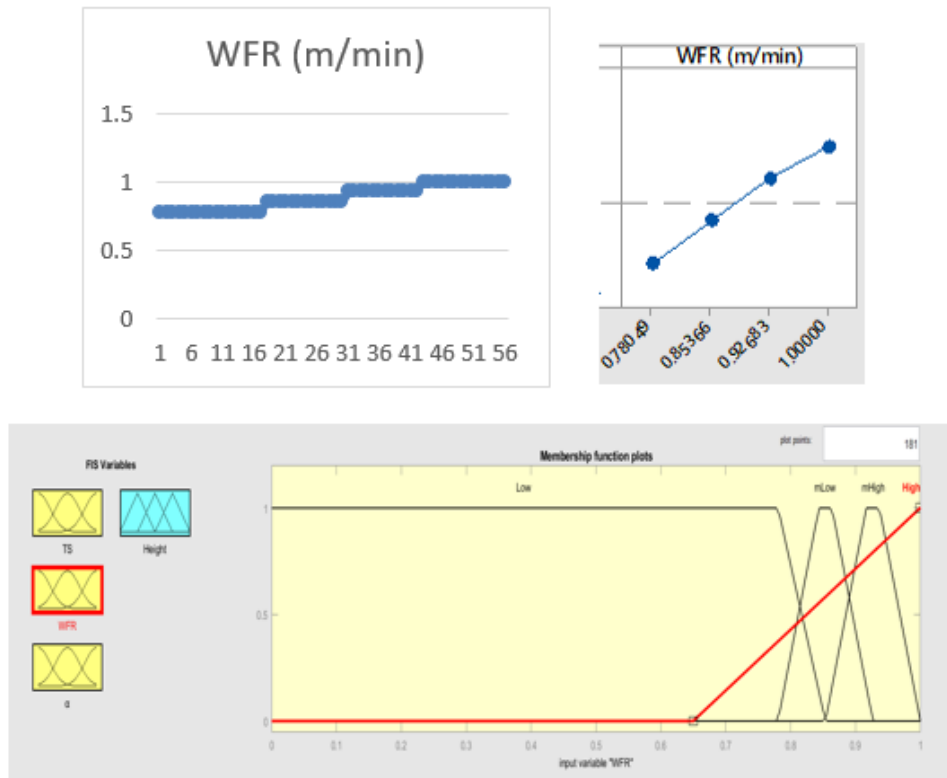 WFR (m/min)
1.5
1
0.5
0
1 6 11 16 21 26 31 36 41 46 51 56
WFR (m/min)
0.78049 0.85366 0.92683 1.00000
plot points: 181
FIS Variables
Membership function plots
TS
Height
WFR
α
Low mLow mHigh High
1
0.5
0
0 0.1 0.2 0.3 0.4 0.5 0.6 0.7 0.8 0.9 1
input variable "WFR"